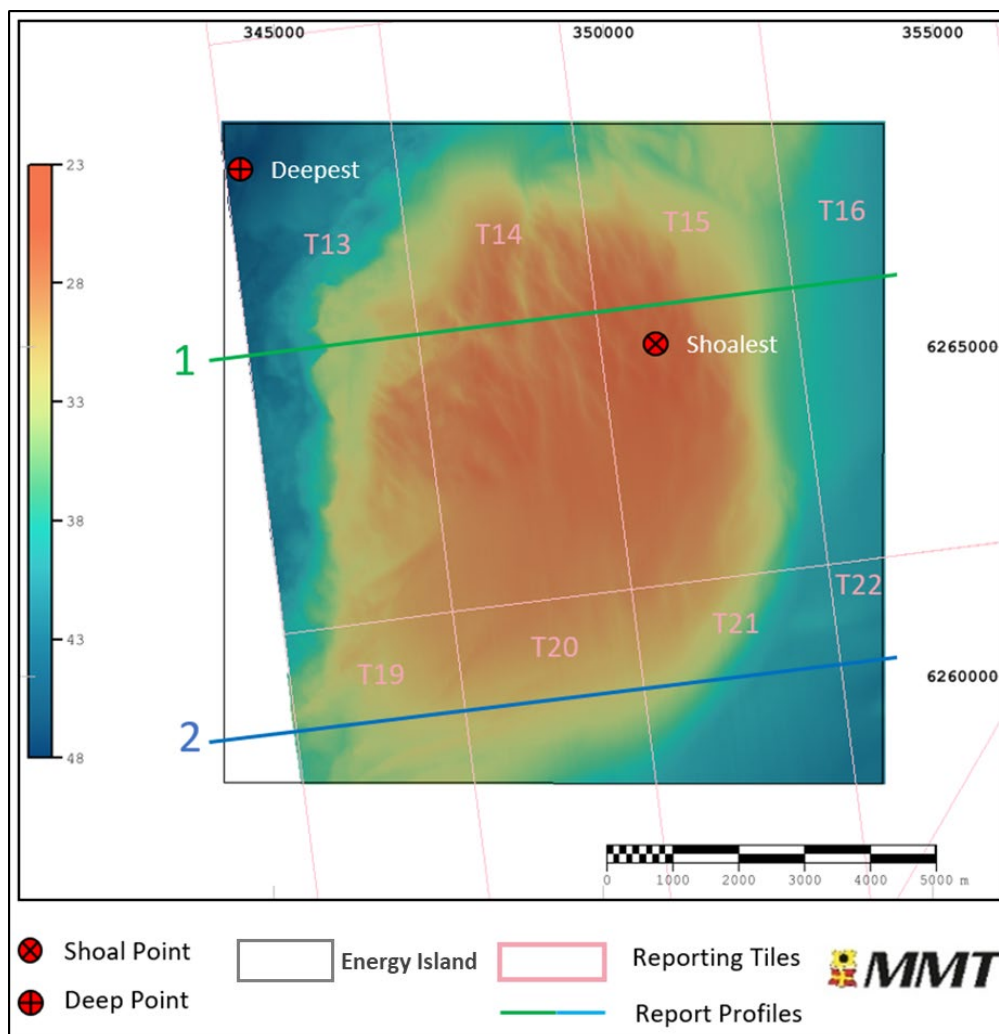 345000 350000 355000
23
28
33
38
43
48
Deepest
T13
T14
T15
T16
1
Shoalest
6265000
T22
T21
T20
T19
6260000
2
0 1000 2000 3000 4000 5000 m
Shoal Point
Energy Island
Reporting Tiles
MMT
Deep Point
Report Profiles